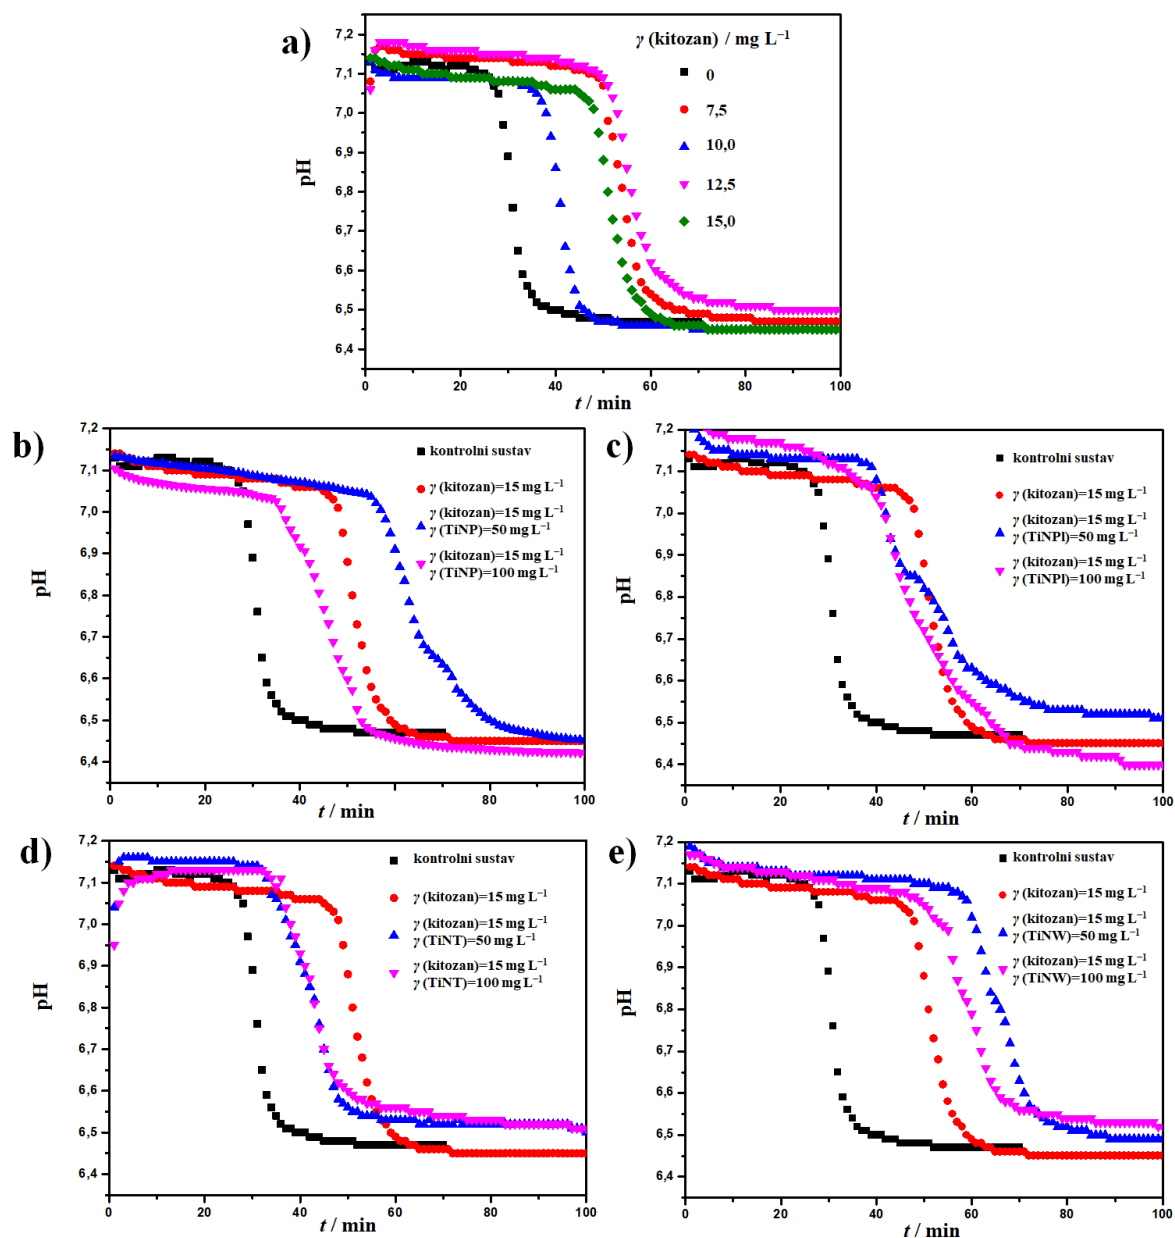 a)
γ (kitozan) / mg L⁻¹
0
7,5
10,0
12,5
15,0
pH
7,2
7,1
7,0
6,9
6,8
6,7
6,6
6,5
6,4
0 20 40 60 80 100
t / min
b)
kontrolni sustav
γ (kitozan)=15 mg L⁻¹
γ (kitozan)=15 mg L⁻¹
γ (TiNP)=50 mg L⁻¹
γ (kitozan)=15 mg L⁻¹
γ (TiNP)=100 mg L⁻¹
pH
7,2
7,1
7,0
6,9
6,8
6,7
6,6
6,5
6,4
0 20 40 60 80 100
t / min
c)
kontrolni sustav
γ (kitozan)=15 mg L⁻¹
γ (kitozan)=15 mg L⁻¹
γ (TiNPl)=50 mg L⁻¹
γ (kitozan)=15 mg L⁻¹
γ (TiNPl)=100 mg L⁻¹
pH
7,2
7,1
7,0
6,9
6,8
6,7
6,6
6,5
6,4
0 20 40 60 80 100
t / min
d)
kontrolni sustav
γ (kitozan)=15 mg L⁻¹
γ (kitozan)=15 mg L⁻¹
γ (TiNT)=50 mg L⁻¹
γ (kitozan)=15 mg L⁻¹
γ (TiNT)=100 mg L⁻¹
pH
7,2
7,1
7,0
6,9
6,8
6,7
6,6
6,5
6,4
0 20 40 60 80 100
t / min
e)
kontrolni sustav
γ (kitozan)=15 mg L⁻¹
γ (kitozan)=15 mg L⁻¹
γ (TiNW)=50 mg L⁻¹
γ (kitozan)=15 mg L⁻¹
γ (TiNW)=100 mg L⁻¹
pH
7,2
7,1
7,0
6,9
6,8
6,7
6,6
6,5
6,4
0 20 40 60 80 100
t / min